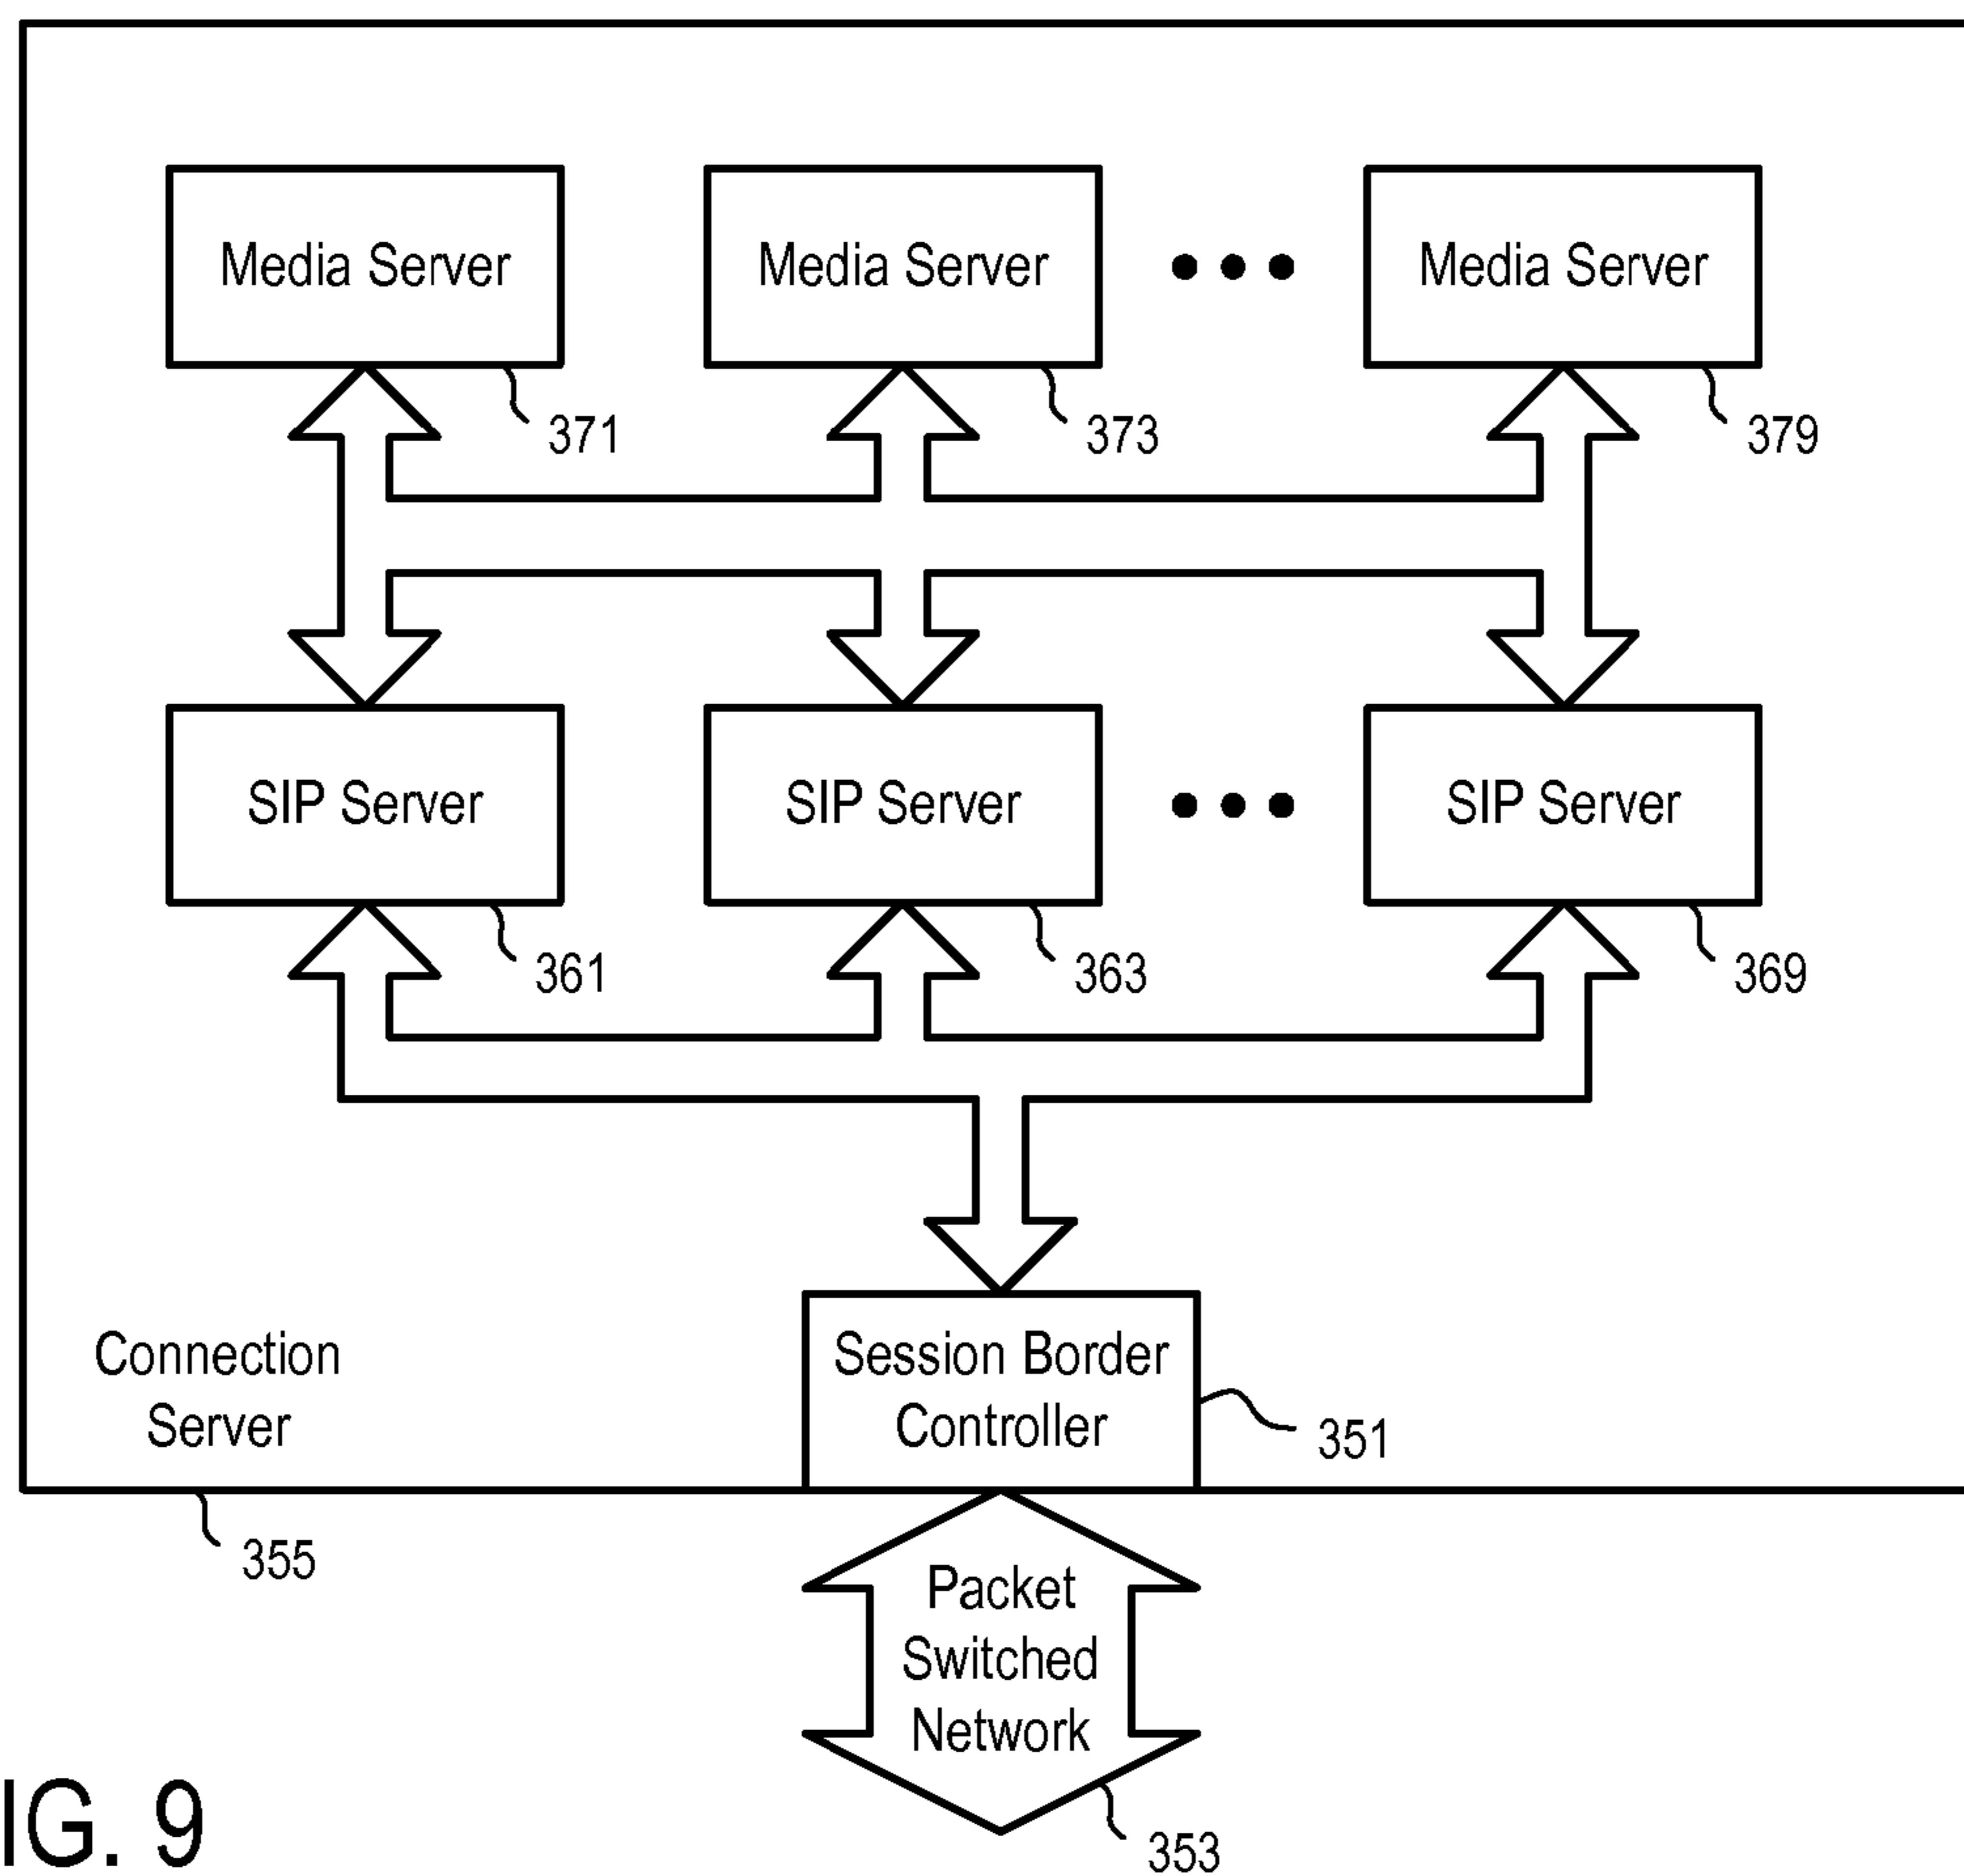 Media Server
Media Server
Media Server
371
373
379
SIP Server
SIP Server
SIP Server
361
363
369
Connection
Server
Session Border
Controller
351
355
Packet
Switched
Network
353
IG. 9